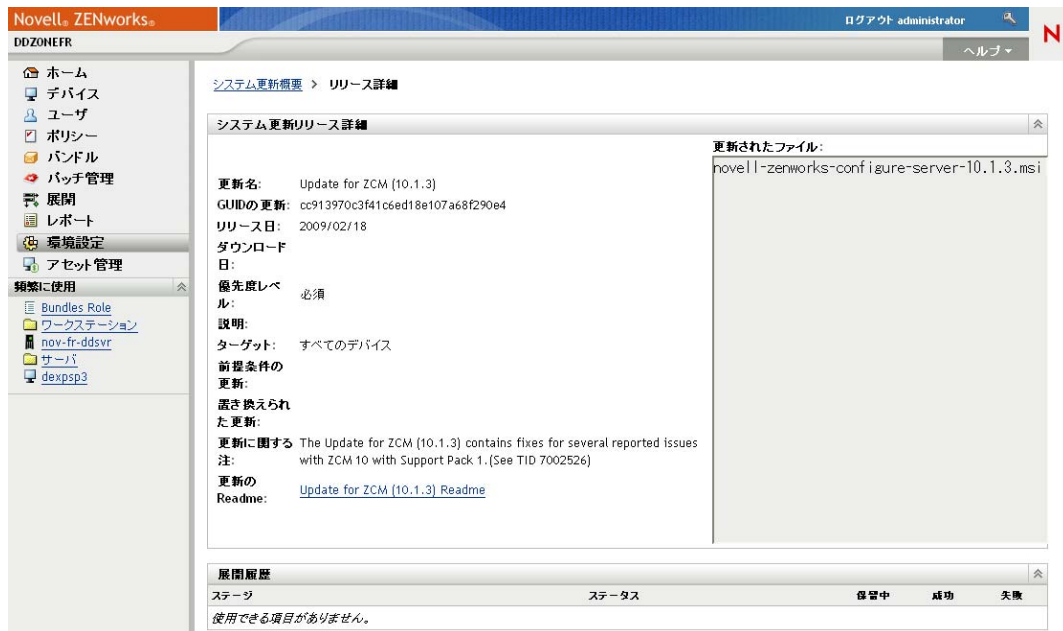 Novell® ZENworks®
ログアウト administrator
DDZONEFR
N
ヘルプ
ホーム
デバイス
ユーザ
ポリシー
バンドル
パッチ管理
展開
レポート
環境設定
アセット管理
頻繁に使用
Bundles Role
ワークステーション
nov-fr-ddsvr
サーバ
dexpsp3
システム更新概要 > リリース詳細
システム更新リリース詳細
更新名: Update for ZCM (10.1.3)
GUIDの更新: cc913970c3f41c6ed18e107a68f290e4
リリース日: 2009/02/18
ダウンロード
日:
優先度レベ
ル: 必須
説明:
ターゲット: すべてのデバイス
前提条件の
更新:
置き換えられ
た更新:
更新に関する
注: The Update for ZCM (10.1.3) contains fixes for several reported issues
with ZCM 10 with Support Pack 1.(See TID 7002526)
更新の
Readme: Update for ZCM (10.1.3) Readme
更新されたファイル:
novell-zenworks-configure-server-10.1.3.msi
展開履歴
ステージ ステータス 保留中 成功 失敗
使用できる項目がありません。